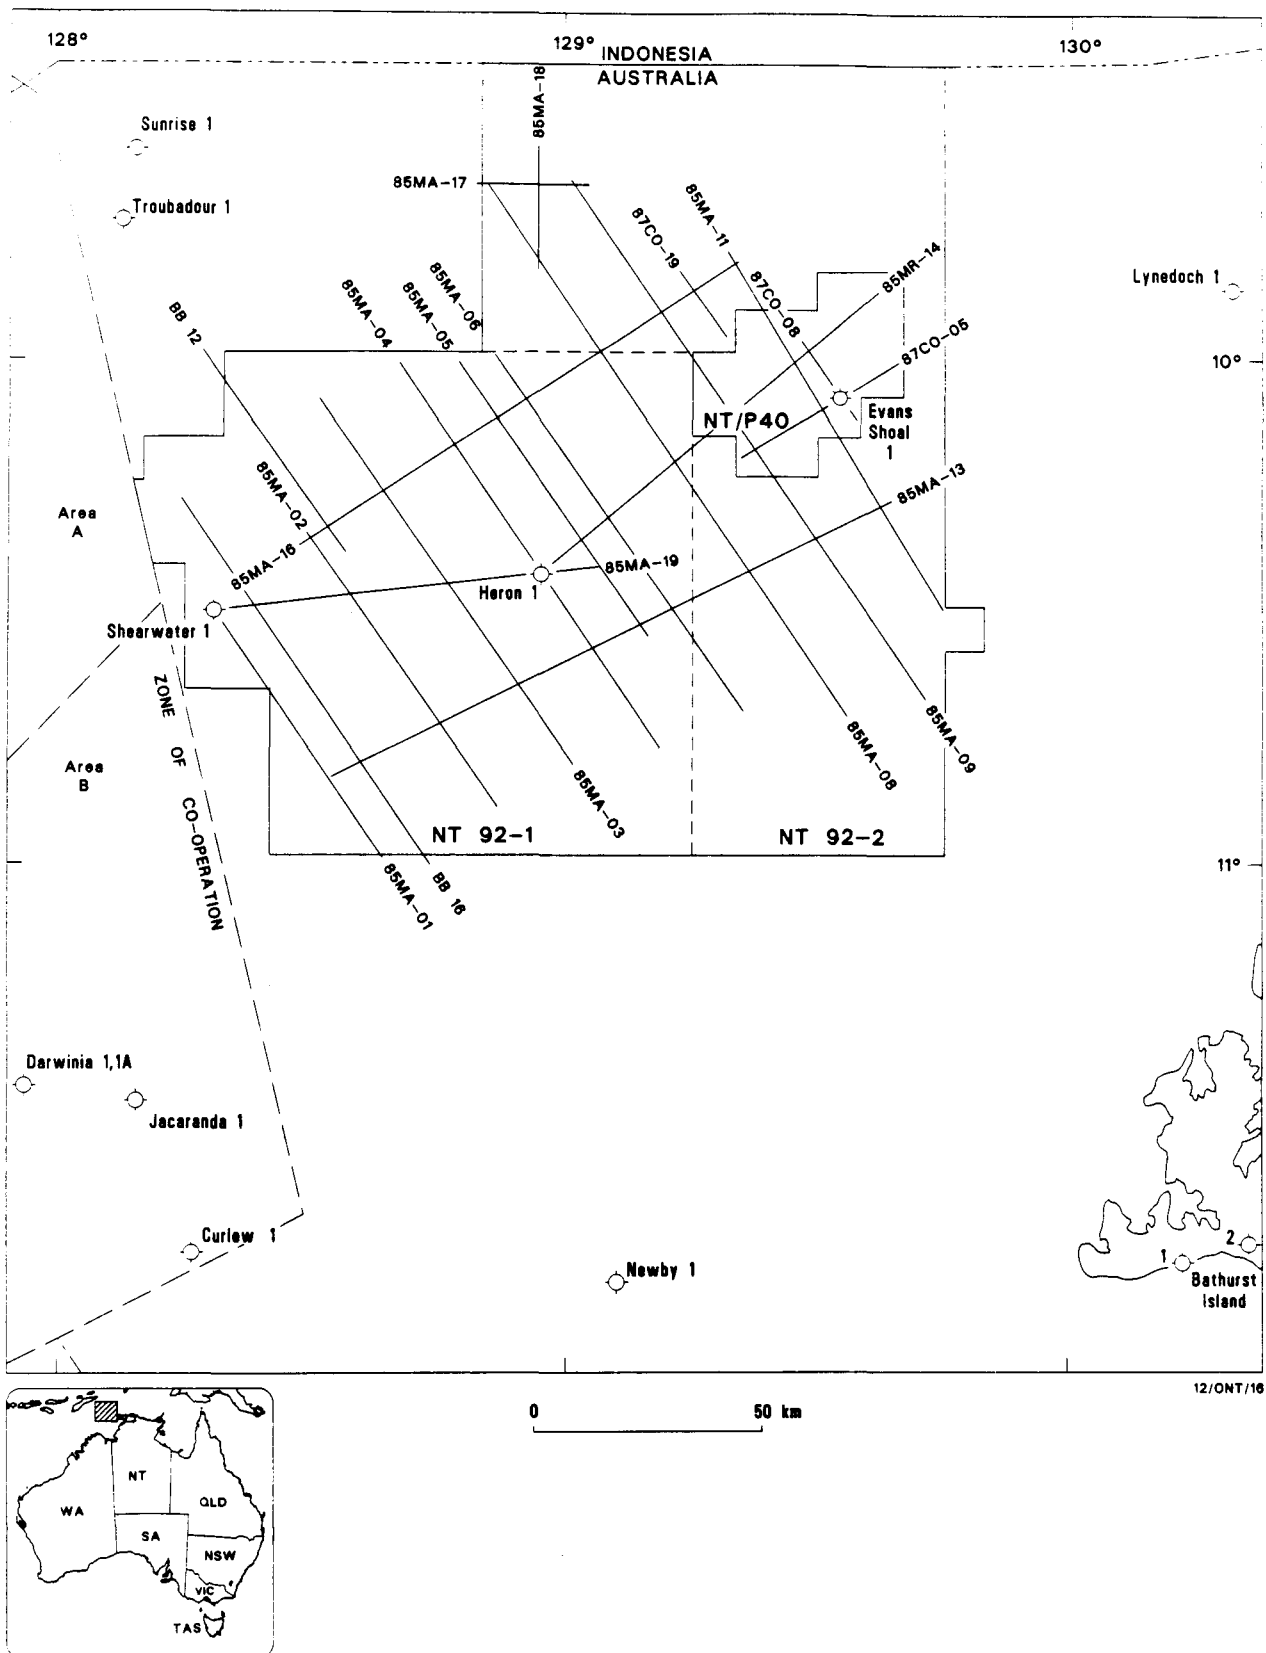 128°
129°
130°
INDONESIA
AUSTRALIA
85MA-18
Sunrise 1
85MA-17
Troubadour 1
85MA-11
87CO-19
85MR-14
85MA-06
85MA-05
85MA-04
87CO-08
Lynedoch 1
BB 12
87CO-05
10°
NT/P40
Evans
Shoal
1
85MA-13
85MA-02
Area
A
85MA-16
85MA-19
Heron 1
Shearwater 1
ZONE OF CO-OPERATION
Area
B
85MA-09
85MA-08
85MA-03
NT 92-1
NT 92-2
11°
BB 16
85MA-01
Darwinia 1,1A
Jacaranda 1
Curlew 1
Newby 1
2
1
Bathurst
Island
12/ONT/16
0
50 km
NT
WA
QLD
SA
NSW
VIC
TAS